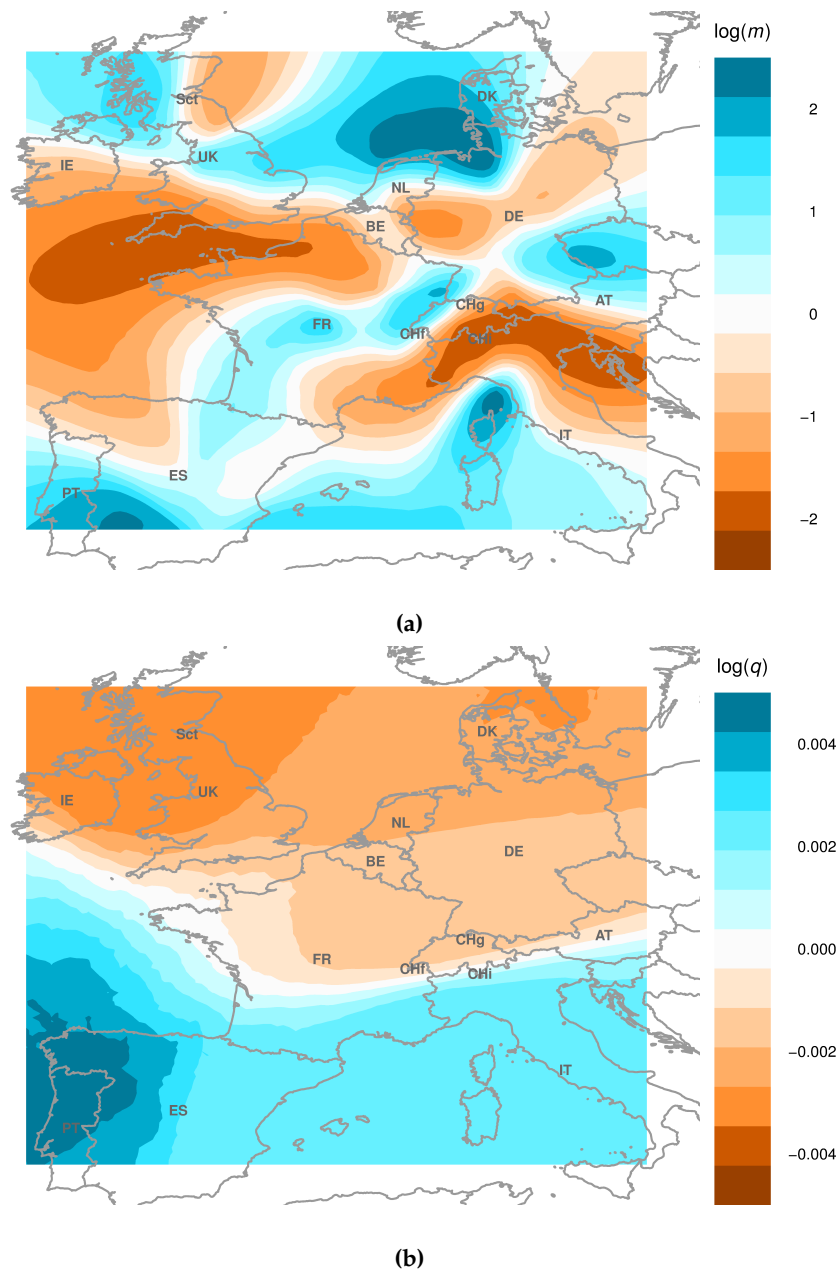 log(m)
Sct
DK
2
IE
UK
NL
1
BE
DE
CHg
AT
0
FR
CHf
CHi
−1
IT
ES
PT
−2
(a)
log(q)
Sct
DK
0.004
IE
UK
NL
0.002
BE
DE
CHg
AT
0.000
FR
CHf
CHi
−0.002
IT
ES
PT
−0.004
(b)